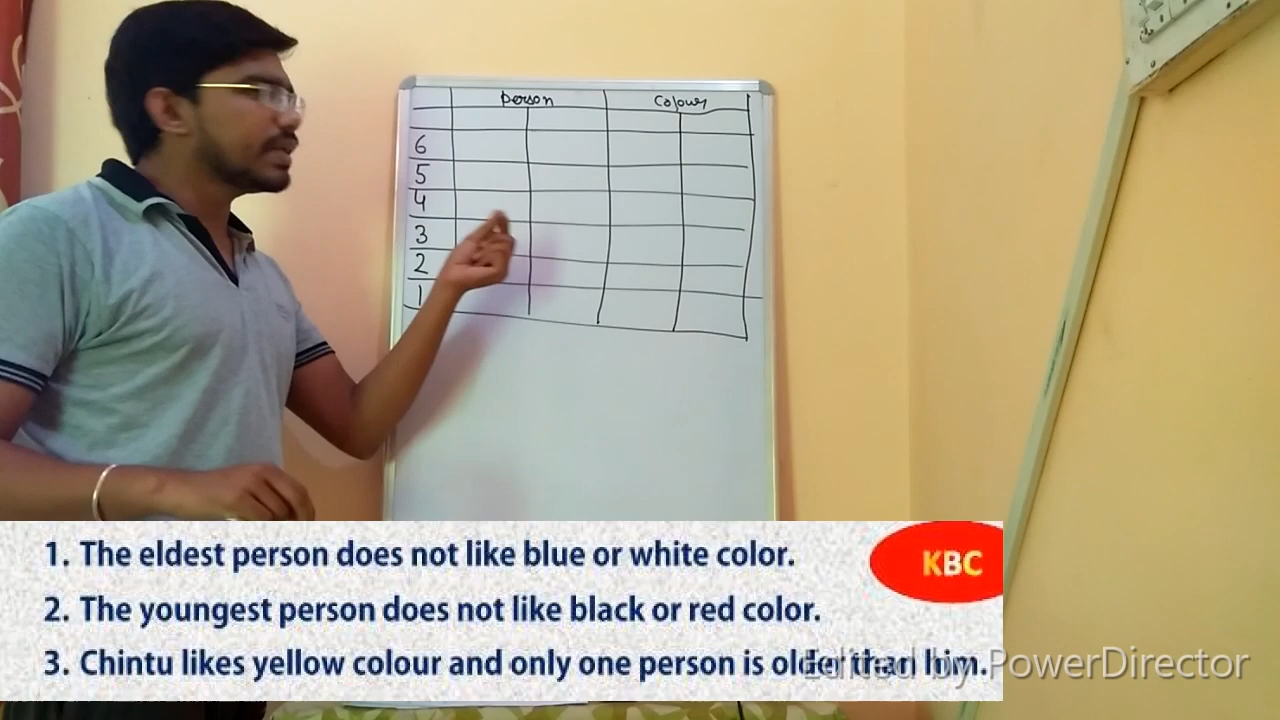 Person Colour
6
5
4
3
2
1
1. The eldest person does not like blue or white color.
KBC
2. The youngest person does not like black or red color.
3. Chintu likes yellow colour and only one person is older than him.
Edited by PowerDirector